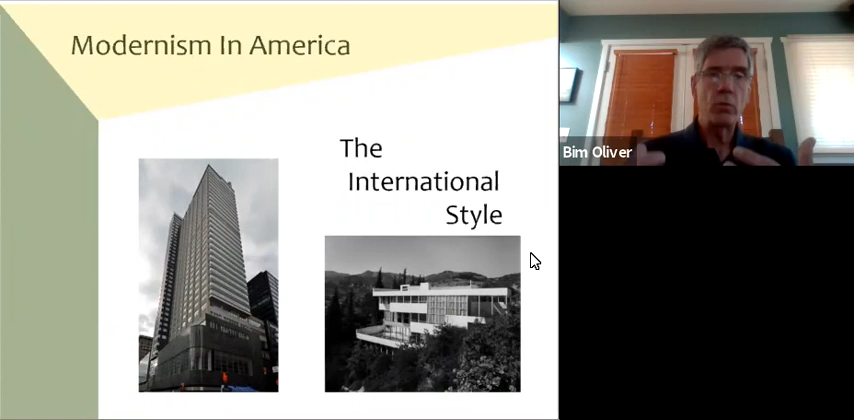 Modernism In America
The
International
Style
Bim Oliver